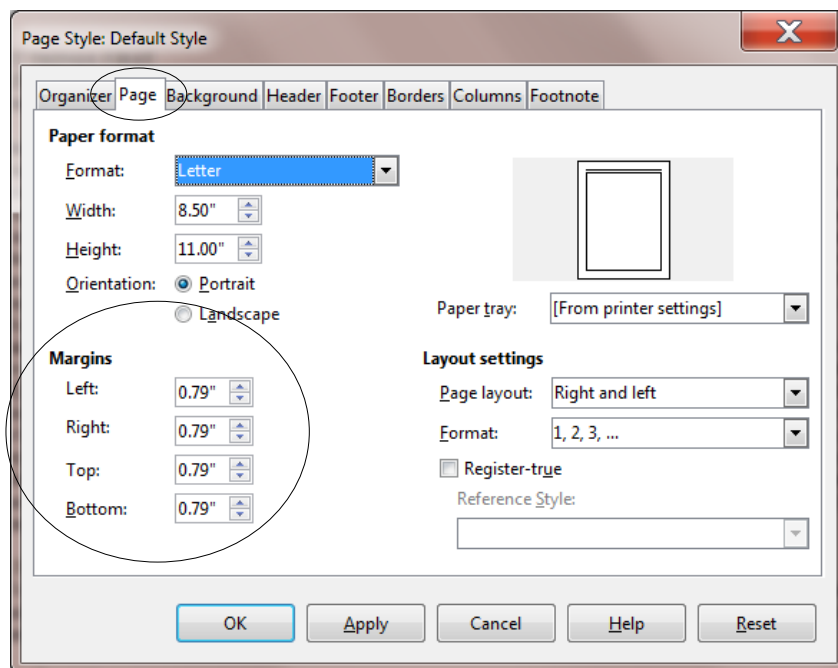 Page Style: Default Style
X
Organizer Page Background Header Footer Borders Columns Footnote
Paper format
Format: Letter
Width: 8.50"
Height: 11.00"
Orientation: Portrait
Landscape
Paper tray: [From printer settings]
Margins
Left: 0.79"
Right: 0.79"
Top: 0.79"
Bottom: 0.79"
Layout settings
Page layout: Right and left
Format: 1, 2, 3, ...
Register-true
Reference Style:
OK Apply Cancel Help Reset